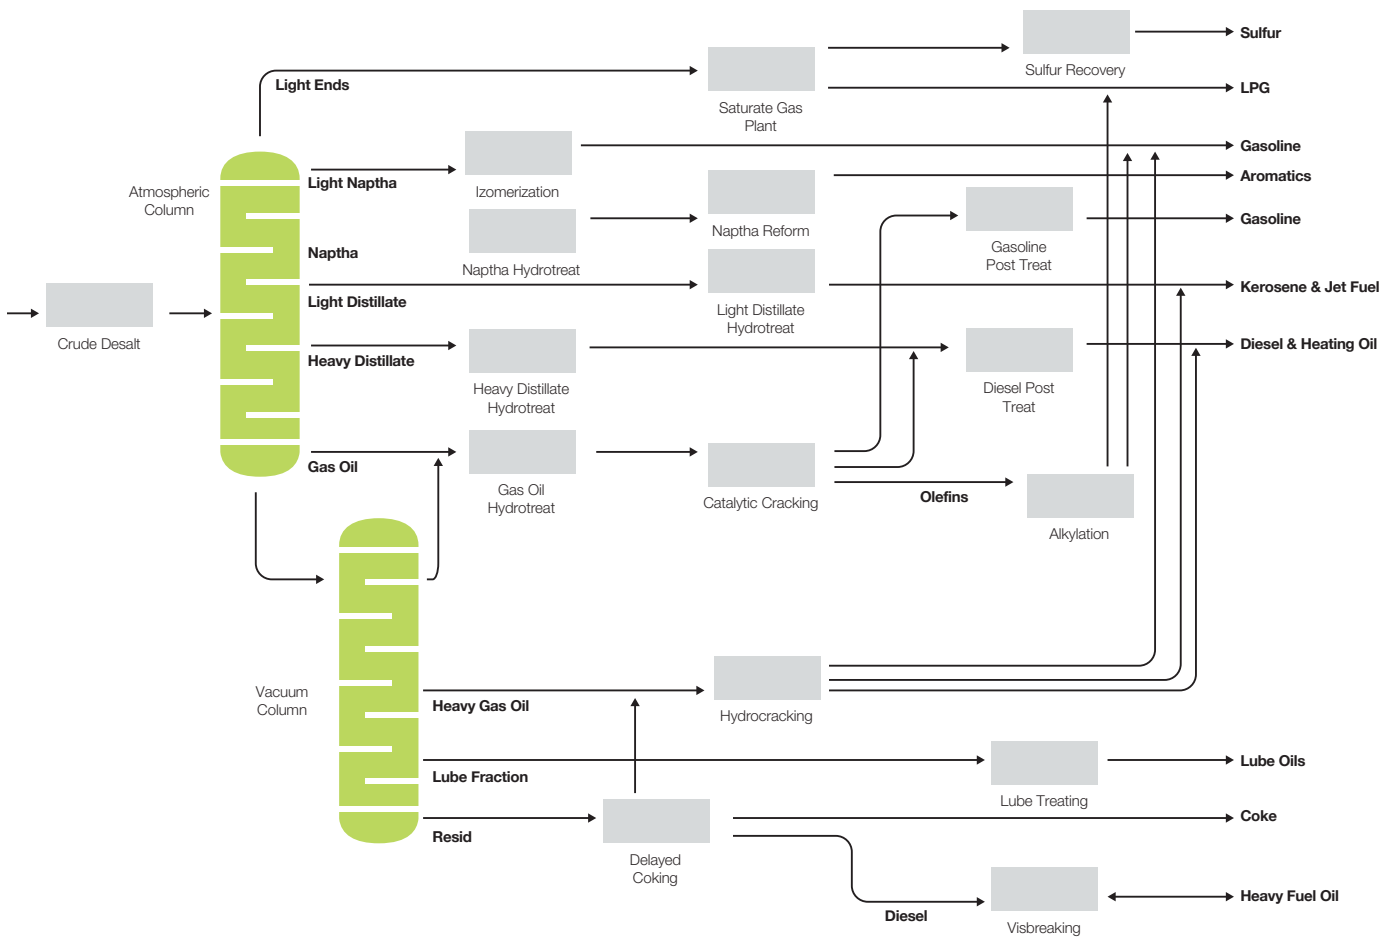 Sulfur
Sulfur Recovery
Light Ends
LPG
Saturate Gas
Plant
Gasoline
Light Naptha
Izomerization
Aromatics
Atmospheric
Column
Naptha Reform
Gasoline
Naptha
Naptha Hydrotreat
Gasoline
Post Treat
Light Distillate
Light Distillate
Hydrotreat
Kerosene & Jet Fuel
Crude Desalt
Heavy Distillate
Diesel & Heating Oil
Heavy Distillate
Hydrotreat
Diesel Post
Treat
Gas Oil
Gas Oil
Hydrotreat
Catalytic Cracking
Olefins
Alkylation
Vacuum
Column
Heavy Gas Oil
Hydrocracking
Lube Fraction
Lube Oils
Lube Treating
Resid
Coke
Delayed
Coking
Diesel
Heavy Fuel Oil
Visbreaking